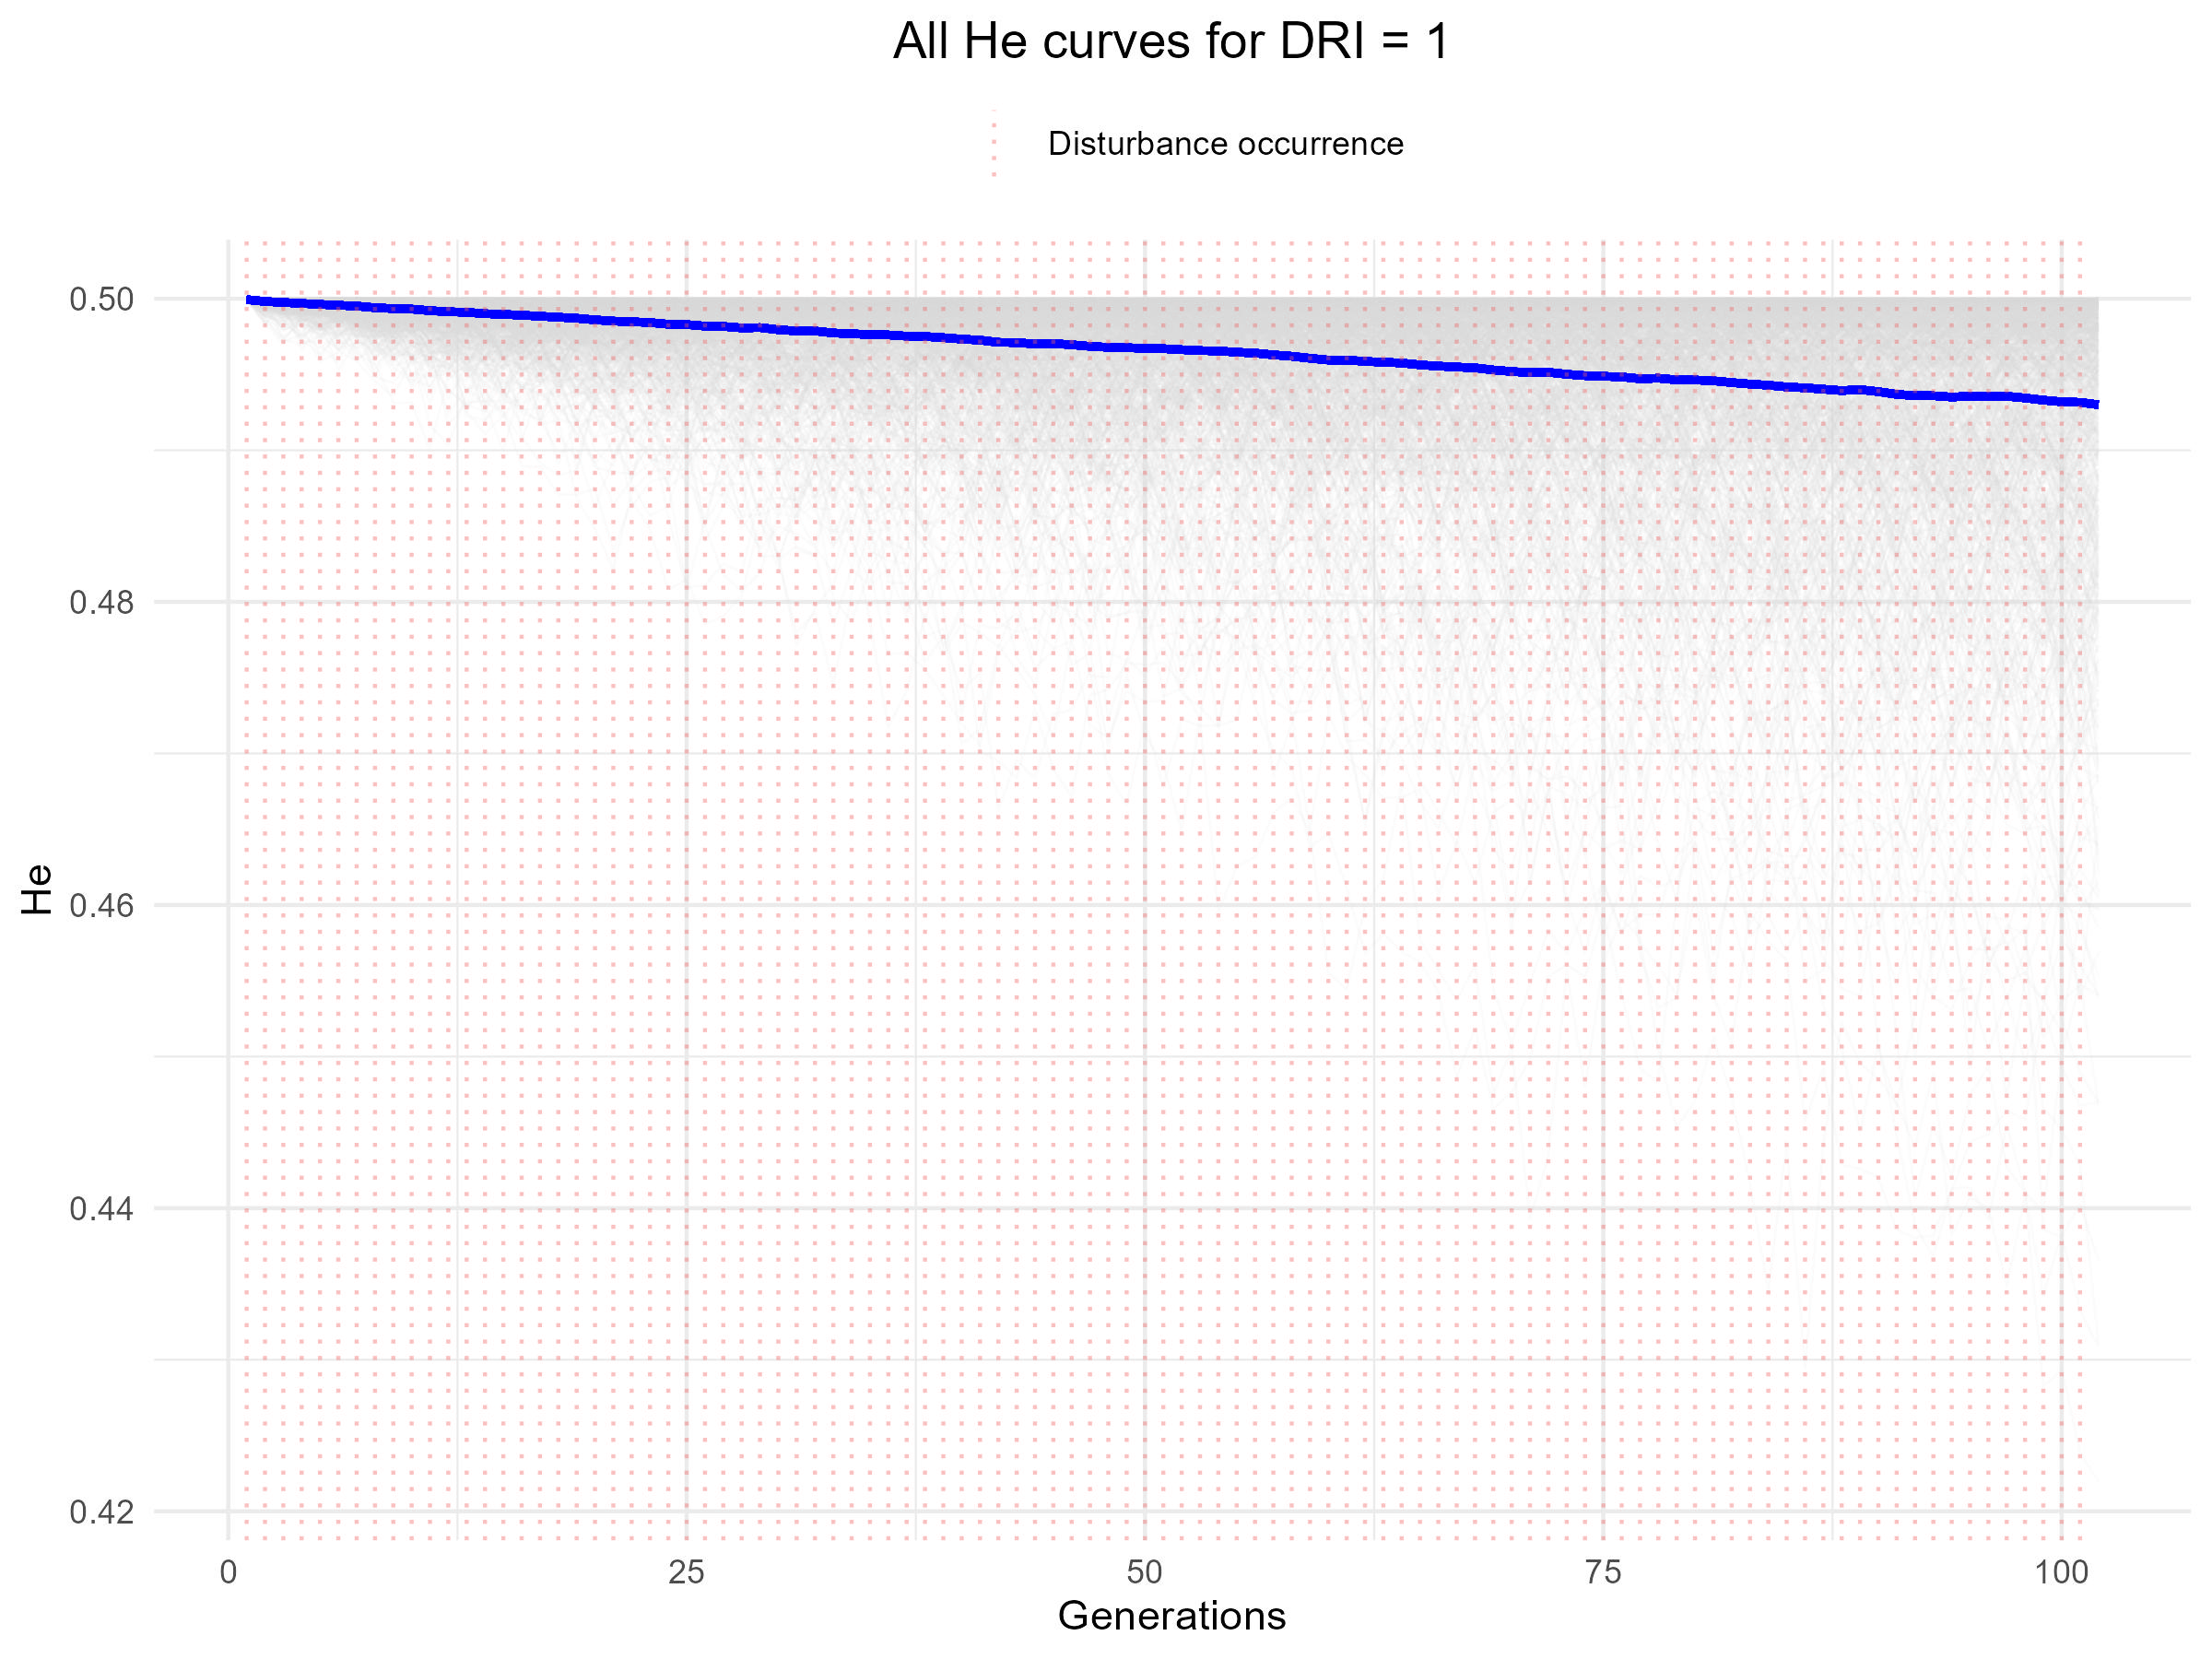 All He curves for DRI = 1
Disturbance occurrence
He
0.50
0.48
0.46
0.44
0.42
0 25 50 75 100
Generations